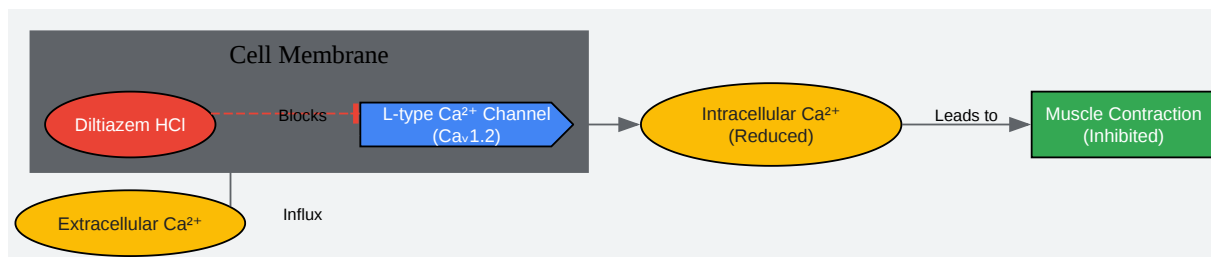 Cell Membrane
Diltiazem HCl
Blocks
L-type Ca²⁺ Channel
(Caᵥ1.2)
Intracellular Ca²⁺
(Reduced)
Leads to
Muscle Contraction
(Inhibited)
Extracellular Ca²⁺
Influx